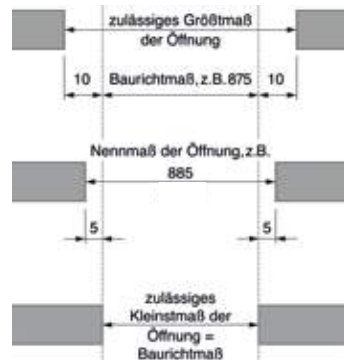 zulässiges Größtmaß
der Öffnung
10 Baurichtmaß, z.B. 875 10
Nennmaß der Öffnung, z.B.
885
5 5
zulässiges
Kleinstmaß der
Öffnung =
Baurichtmaß